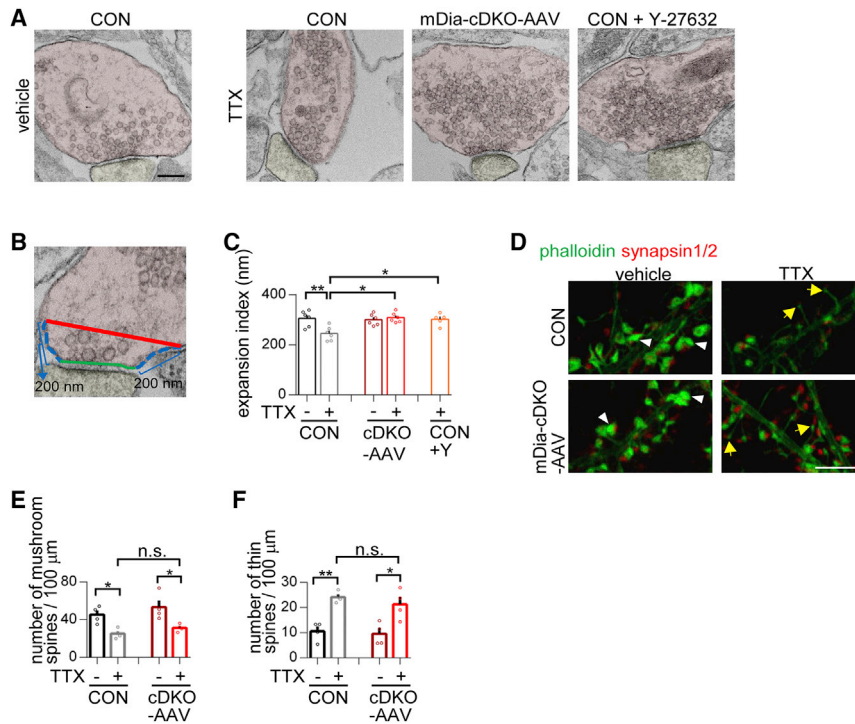 A
CON
mDia-cDKO-AAV
CON + Y-27632
vehicle
TTX
B
200 nm
200 nm
C
expansion index (nm)
400
200
0
**
*
*
TTX
-
+
-
+
+
CON
cDKO
-AAV
CON
+Y
D
phalloidin synapsin1/2
vehicle
TTX
CON
mDia-cDKO
-AAV
E
number of mushroom
spines / 100 µm
80
40
0
n.s.
*
*
TTX
- + - +
CON
cDKO
-AAV
F
number of thin
spines / 100 µm
30
20
10
0
n.s.
**
*
TTX
- + - +
CON
cDKO
-AAV